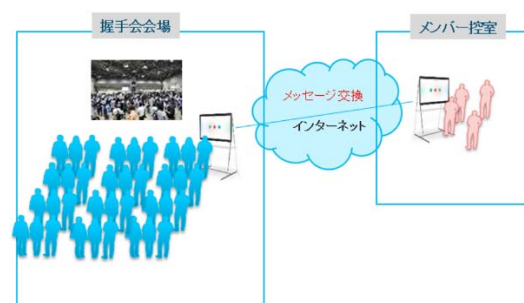 握手会会場
メンバー控室
メッセージ交換
インターネット